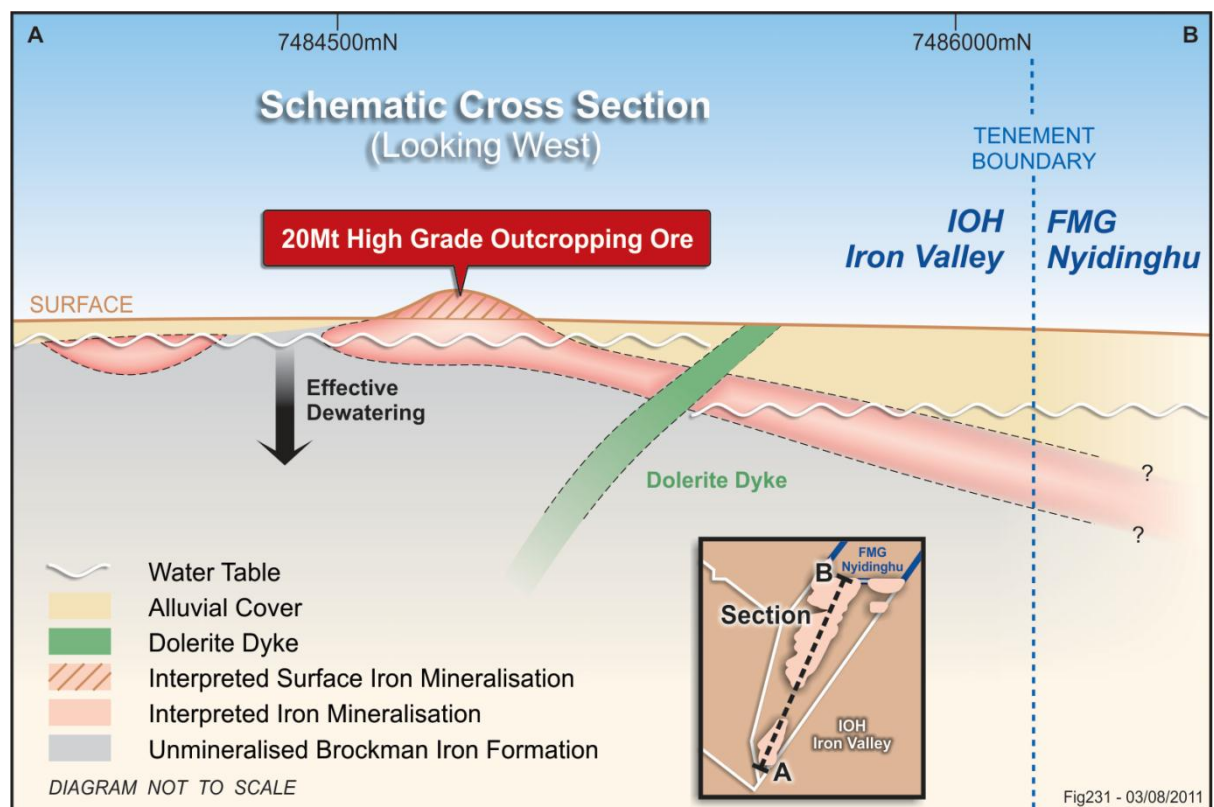 A
7484500mN
7486000mN
B
Schematic Cross Section
(Looking West)
TENEMENT
BOUNDARY
IOH
Iron Valley
FMG
Nyidinghu
20Mt High Grade Outcropping Ore
SURFACE
Effective
Dewatering
Dolerite Dyke
?
?
Water Table
Alluvial Cover
Dolerite Dyke
Interpreted Surface Iron Mineralisation
Interpreted Iron Mineralisation
Unmineralised Brockman Iron Formation
DIAGRAM NOT TO SCALE
FMG
Nyidinghu
B
Section
IOH
Iron Valley
A
Fig231 - 03/08/2011